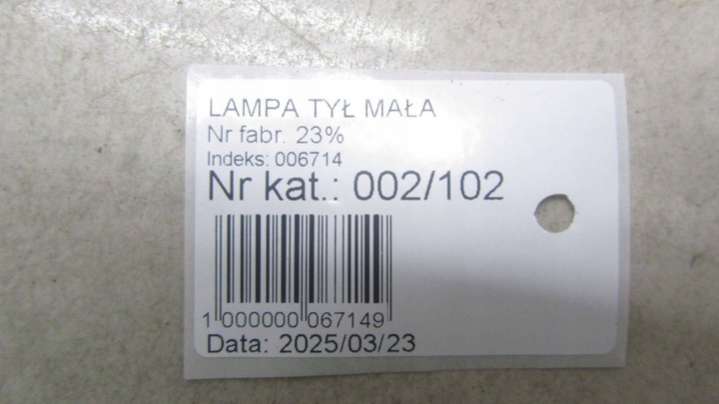 LAMPA TYŁ MAŁA
Nr fabr. 23%
Indeks: 006714
Nr kat.: 002/102
1 000000 067149
Data: 2025/03/23